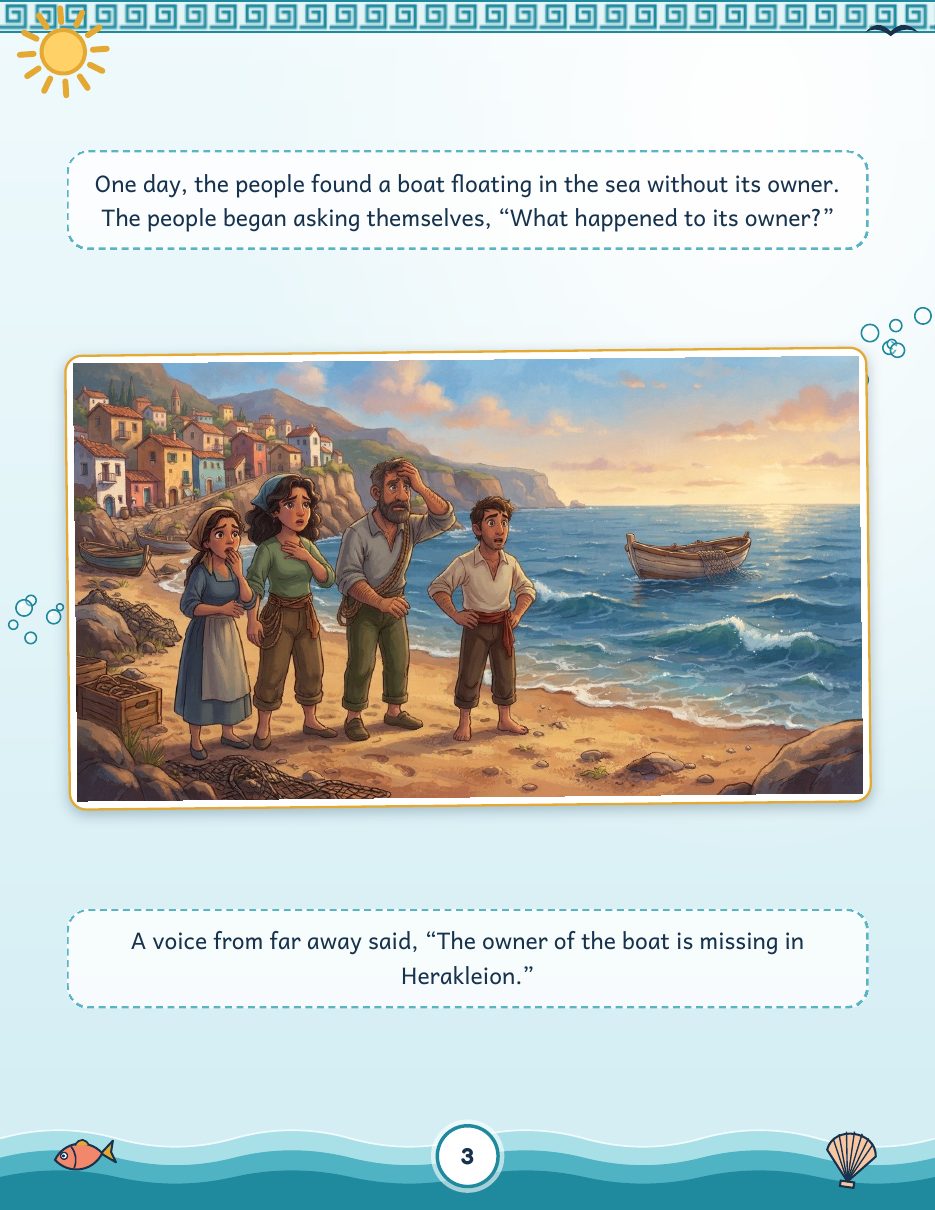 One day, the people found a boat floating in the sea without its owner.
The people began asking themselves, “What happened to its owner?”
A voice from far away said, “The owner of the boat is missing in
Herakleion.”
3